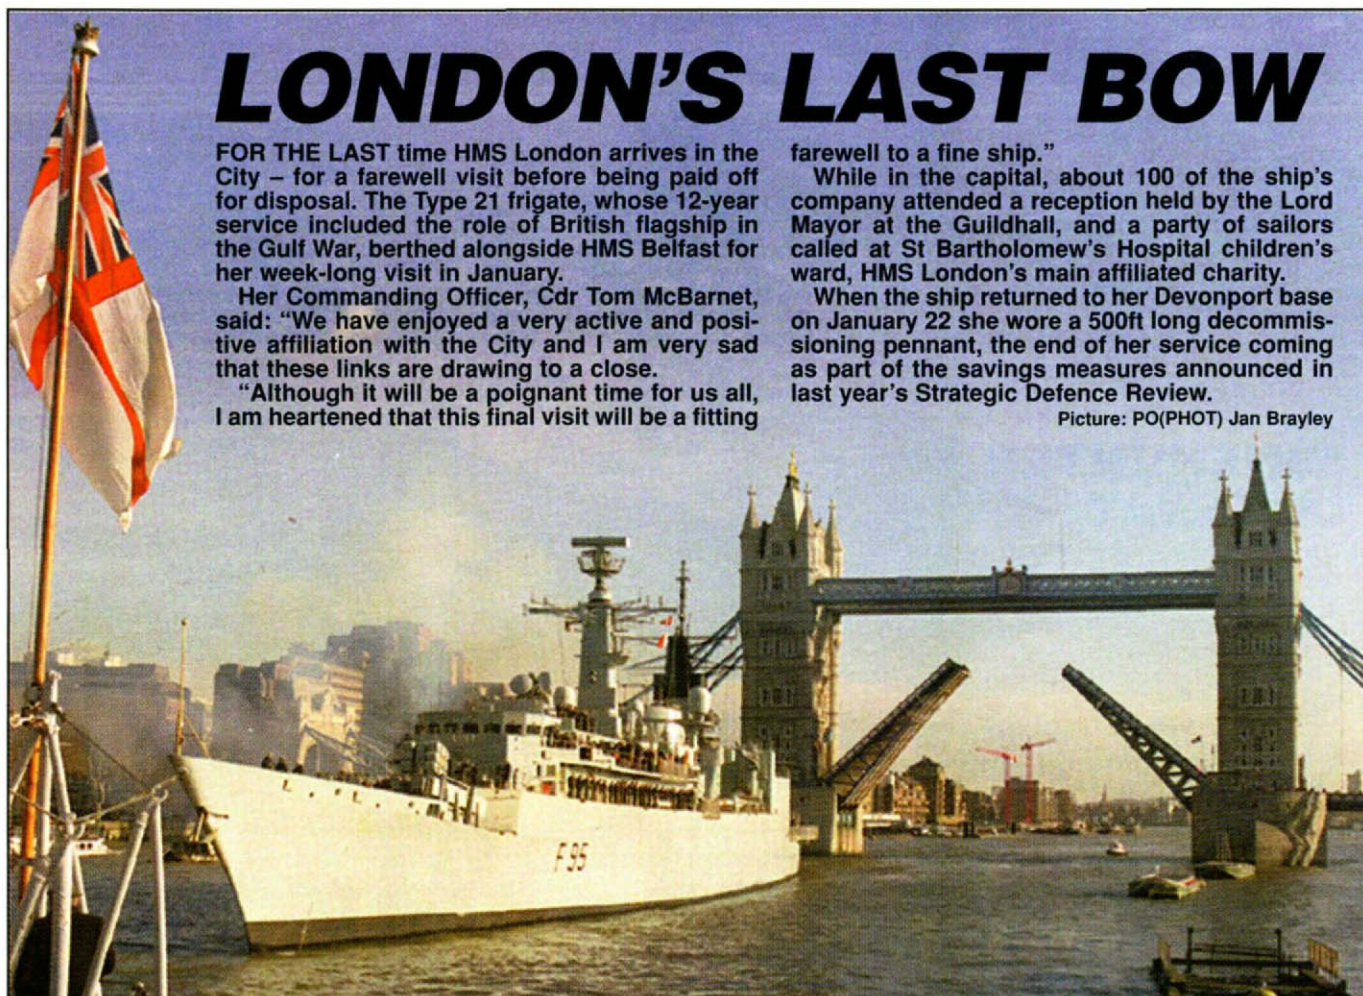 LONDON'S LAST BOW
FOR THE LAST time HMS London arrives in the
City – for a farewell visit before being paid off
for disposal. The Type 21 frigate, whose 12-year
service included the role of British flagship in
the Gulf War, berthed alongside HMS Belfast for
her week-long visit in January.
Her Commanding Officer, Cdr Tom McBarnet,
said: “We have enjoyed a very active and posi-
tive affiliation with the City and I am very sad
that these links are drawing to a close.
“Although it will be a poignant time for us all,
I am heartened that this final visit will be a fitting
farewell to a fine ship.”
While in the capital, about 100 of the ship's
company attended a reception held by the Lord
Mayor at the Guildhall, and a party of sailors
called at St Bartholomew's Hospital children's
ward, HMS London's main affiliated charity.
When the ship returned to her Devonport base
on January 22 she wore a 500ft long decommis-
sioning pennant, the end of her service coming
as part of the savings measures announced in
last year's Strategic Defence Review.
Picture: PO(PHOT) Jan Brayley
F95